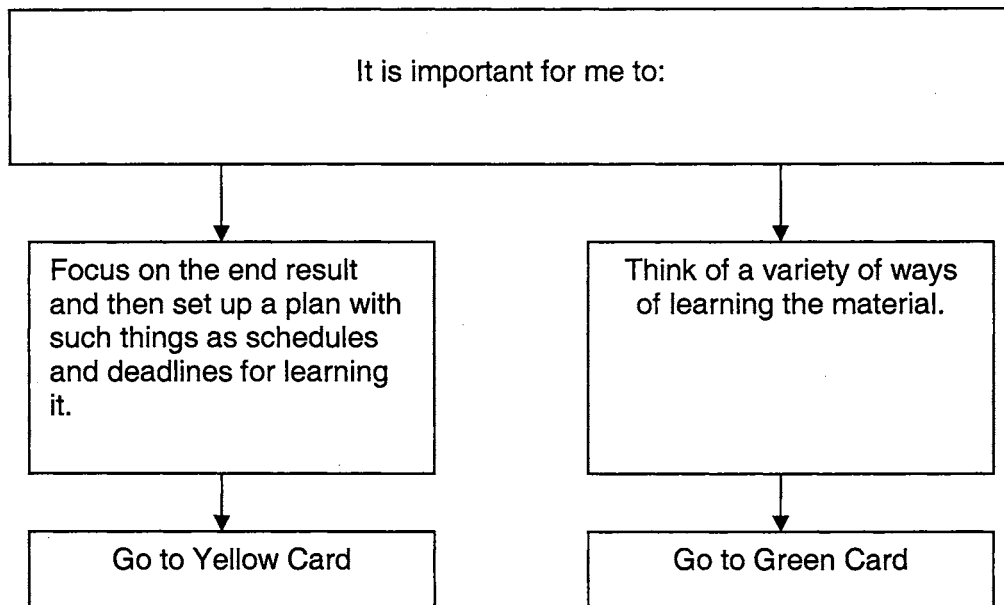 It is important for me to:
Focus on the end result
and then set up a plan with
such things as schedules
and deadlines for learning
it.
Think of a variety of ways
of learning the material.
Go to Yellow Card
Go to Green Card